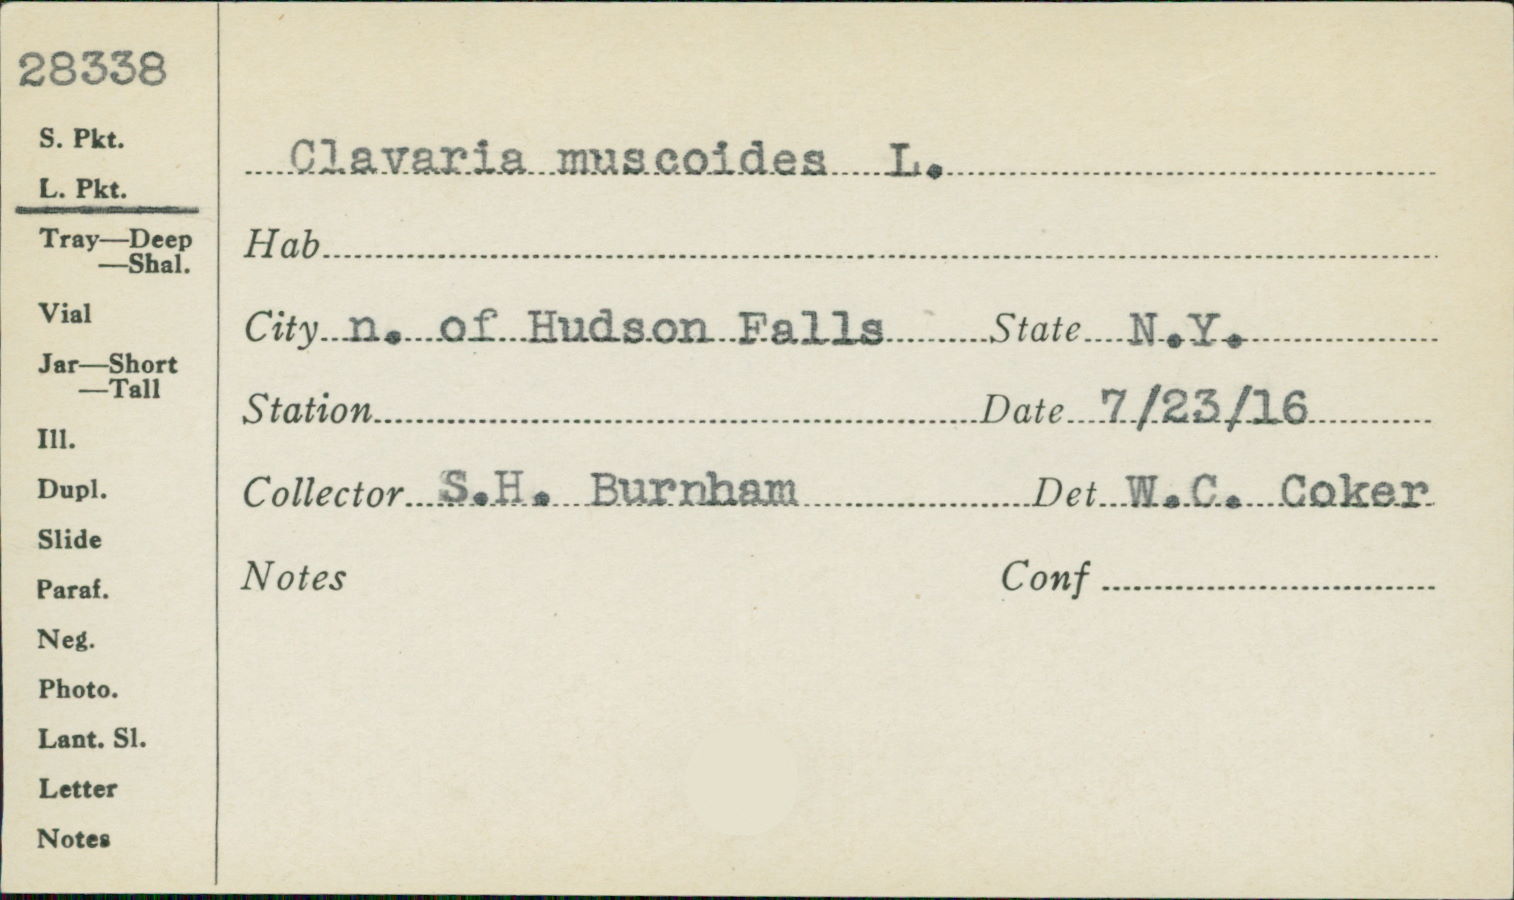 28338
S. Pkt.
L. Pkt.
Tray—Deep
—Shal.
Vial
Jar—Short
—Tall
Ill.
Dupl.
Slide
Paraf.
Neg.
Photo.
Lant. Sl.
Letter
Notes
Clavaria muscoides L.
Hab
City n. of Hudson Falls State N.Y.
Station Date 7/23/16
Collector S.H. Burnham Det W.C. Coker
Notes Conf